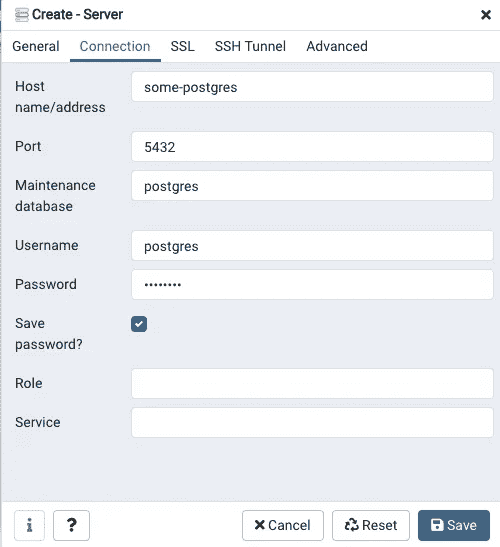 Create - Server
General Connection SSL SSH Tunnel Advanced
Host
name/address
some-postgres
Port
5432
Maintenance
database
postgres
Username
postgres
Password
••••••••
Save
password?
Role
Service
i ? Cancel Reset Save